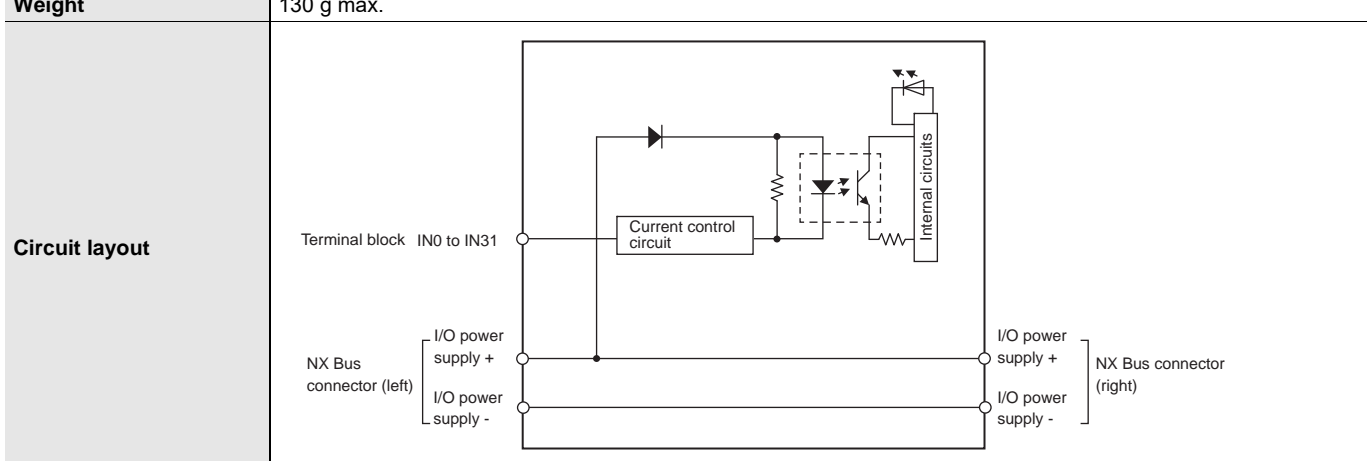 Weight
130 g max.
Circuit layout
Internal circuits
Current control
circuit
Terminal block IN0 to IN31
NX Bus
connector (left)
I/O power
supply +
I/O power
supply -
I/O power
supply +
I/O power
supply -
NX Bus connector
(right)